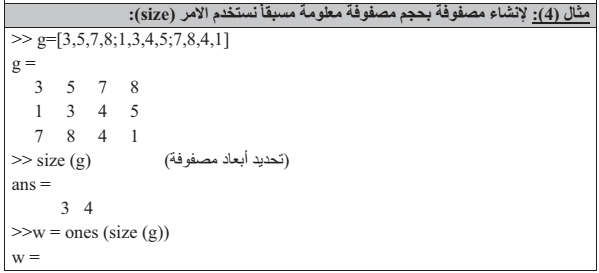 مثال (4): لإنشاء مصفوفة بحجم مصفوفة معلومة مسبقاً نستخدم الامر (size):
>> g=[3,5,7,8;1,3,4,5;7,8,4,1]
g =
3 5 7 8
1 3 4 5
7 8 4 1
>> size (g) (تحديد أبعاد مصفوفة)
ans =
3 4
>>w = ones (size (g))
w =